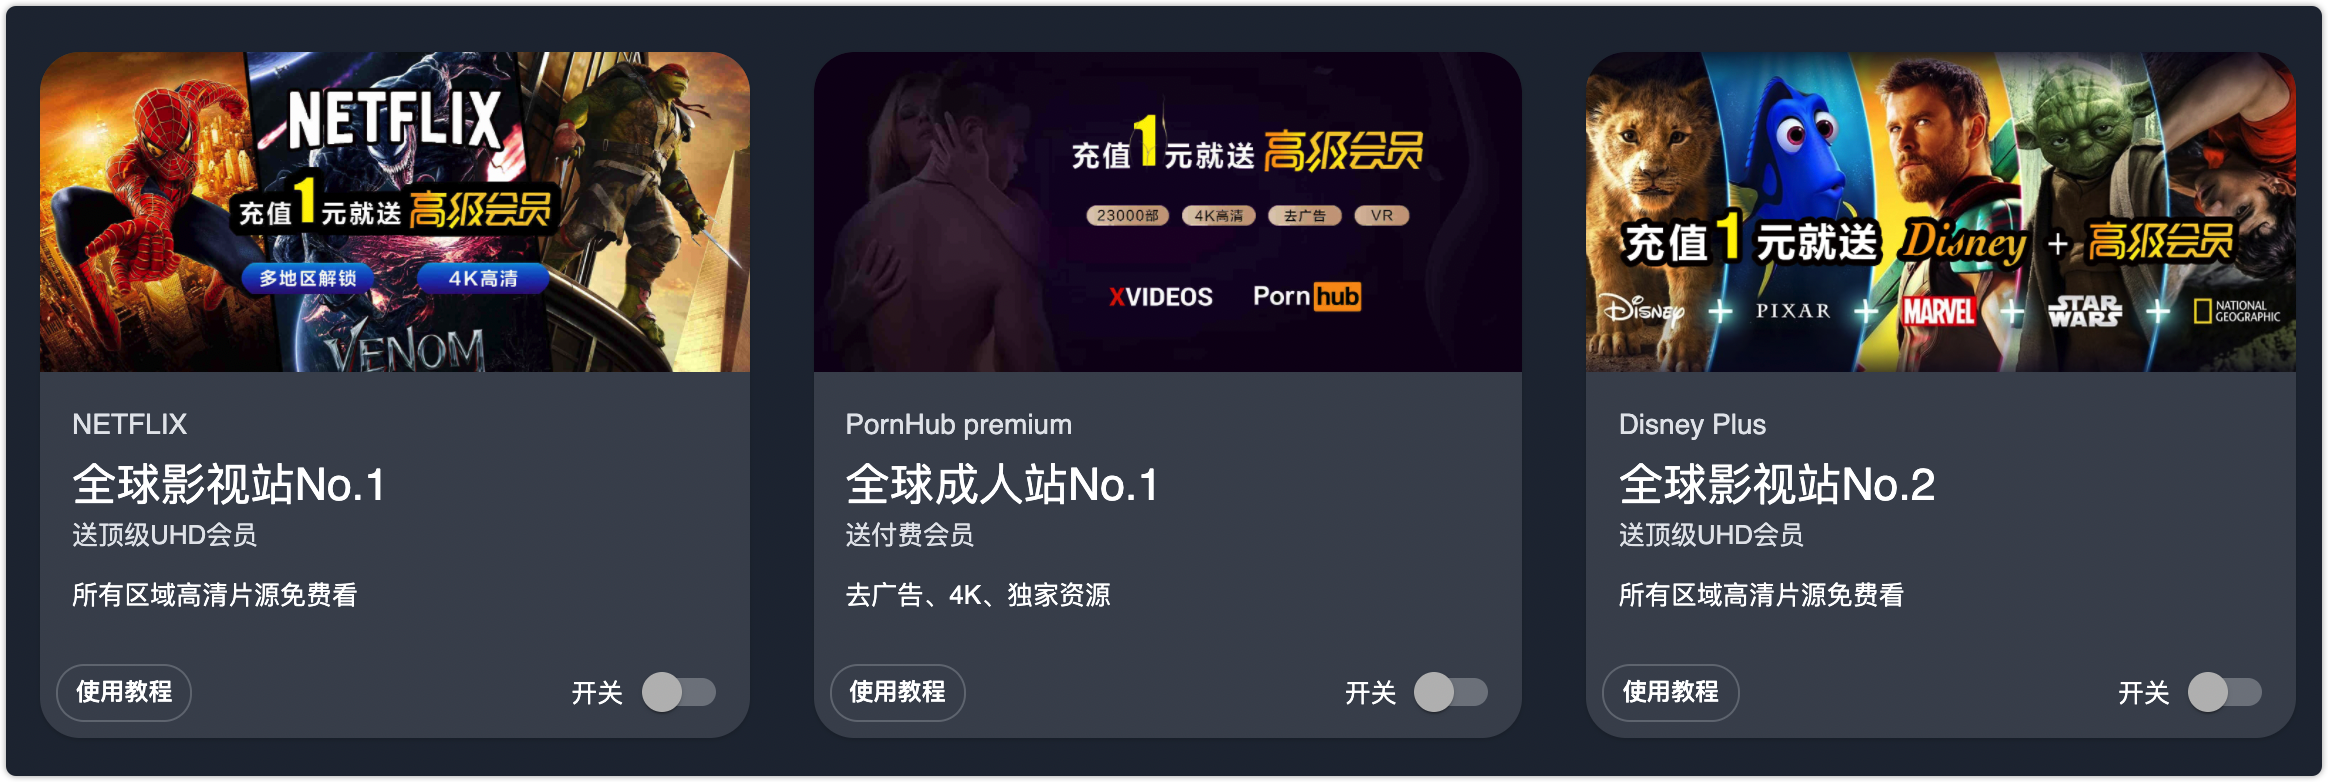 NETFLIX
充值1元就送 高级会员
多地区解锁
4K高清
VENOM
NETFLIX
全球影视站No.1
送顶级UHD会员
所有区域高清片源免费看
使用教程
开关
充值1元就送 高级会员
23000部
4K高清
去广告
VR
XVIDEOS
Pornhub
PornHub premium
全球成人站No.1
送付费会员
去广告、4K、独家资源
使用教程
开关
充值1元就送 Disney + 高级会员
Disney + PIXAR + MARVEL + STAR WARS + NATIONAL GEOGRAPHIC
Disney Plus
全球影视站No.2
送顶级UHD会员
所有区域高清片源免费看
使用教程
开关